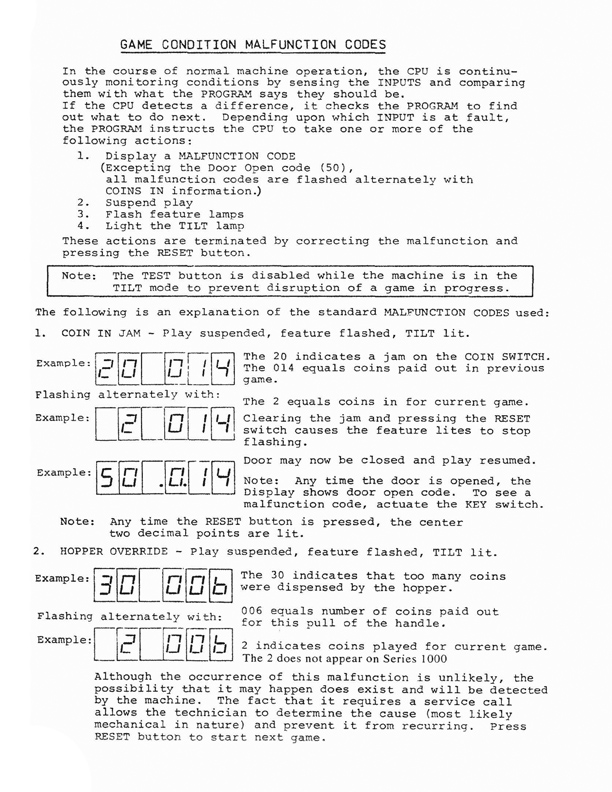 GAME CONDITION MALFUNCTION CODES
In the course of normal machine operation, the CPU is continu-
ously monitoring conditions by sensing the INPUTS and comparing
them with what the PROGRAM says they should be.
If the CPU detects a difference, it checks the PROGRAM to find
out what to do next. Depending upon which INPUT is at fault,
the PROGRAM instructs the CPU to take one or more of the
following actions:
1. Display a MALFUNCTION CODE
(Excepting the Door Open code (50),
all malfunction codes are flashed alternately with
COINS IN information.)
2. Suspend play
3. Flash feature lamps
4. Light the TILT lamp
These actions are terminated by correcting the malfunction and
pressing the RESET button.
Note: The TEST button is disabled while the machine is in the
TILT mode to prevent disruption of a game in progress.
The following is an explanation of the standard MALFUNCTION CODES used:
1. COIN IN JAM - Play suspended, feature flashed, TILT lit.
Example: 20 014
The 20 indicates a jam on the COIN SWITCH.
The 014 equals coins paid out in previous
game.
Flashing alternately with:
The 2 equals coins in for current game.
Example: 2 014
Clearing the jam and pressing the RESET
switch causes the feature lites to stop
flashing.
Door may now be closed and play resumed.
Example: 50 .0.14
Note: Any time the door is opened, the
Display shows door open code. To see a
malfunction code, actuate the KEY switch.
Note: Any time the RESET button is pressed, the center
two decimal points are lit.
2. HOPPER OVERRIDE - Play suspended, feature flashed, TILT lit.
Example: 30 006
The 30 indicates that too many coins
were dispensed by the hopper.
Flashing alternately with:
006 equals number of coins paid out
for this pull of the handle.
Example: 2 006
2 indicates coins played for current game.
The 2 does not appear on Series 1000
Although the occurrence of this malfunction is unlikely, the
possibility that it may happen does exist and will be detected
by the machine. The fact that it requires a service call
allows the technician to determine the cause (most likely
mechanical in nature) and prevent it from recurring. Press
RESET button to start next game.